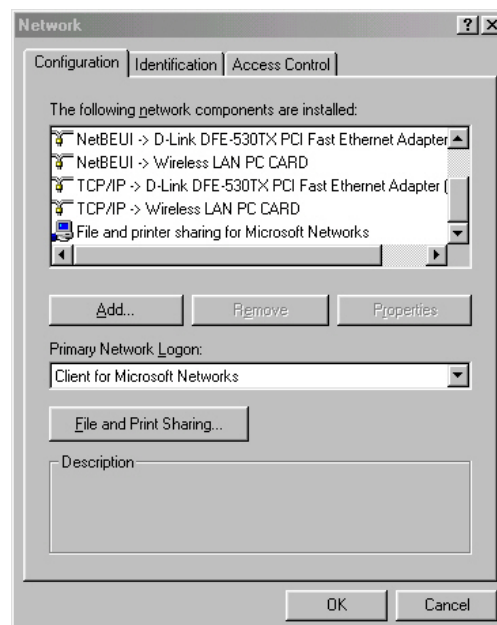 Network
Configuration Identification Access Control
The following network components are installed:
NetBEUI -> D-Link DFE-530TX PCI Fast Ethernet Adapter
NetBEUI -> Wireless LAN PC CARD
TCP/IP -> D-Link DFE-530TX PCI Fast Ethernet Adapter (
TCP/IP -> Wireless LAN PC CARD
File and printer sharing for Microsoft Networks
Add... Remove Properties
Primary Network Logon:
Client for Microsoft Networks
File and Print Sharing...
Description
OK Cancel